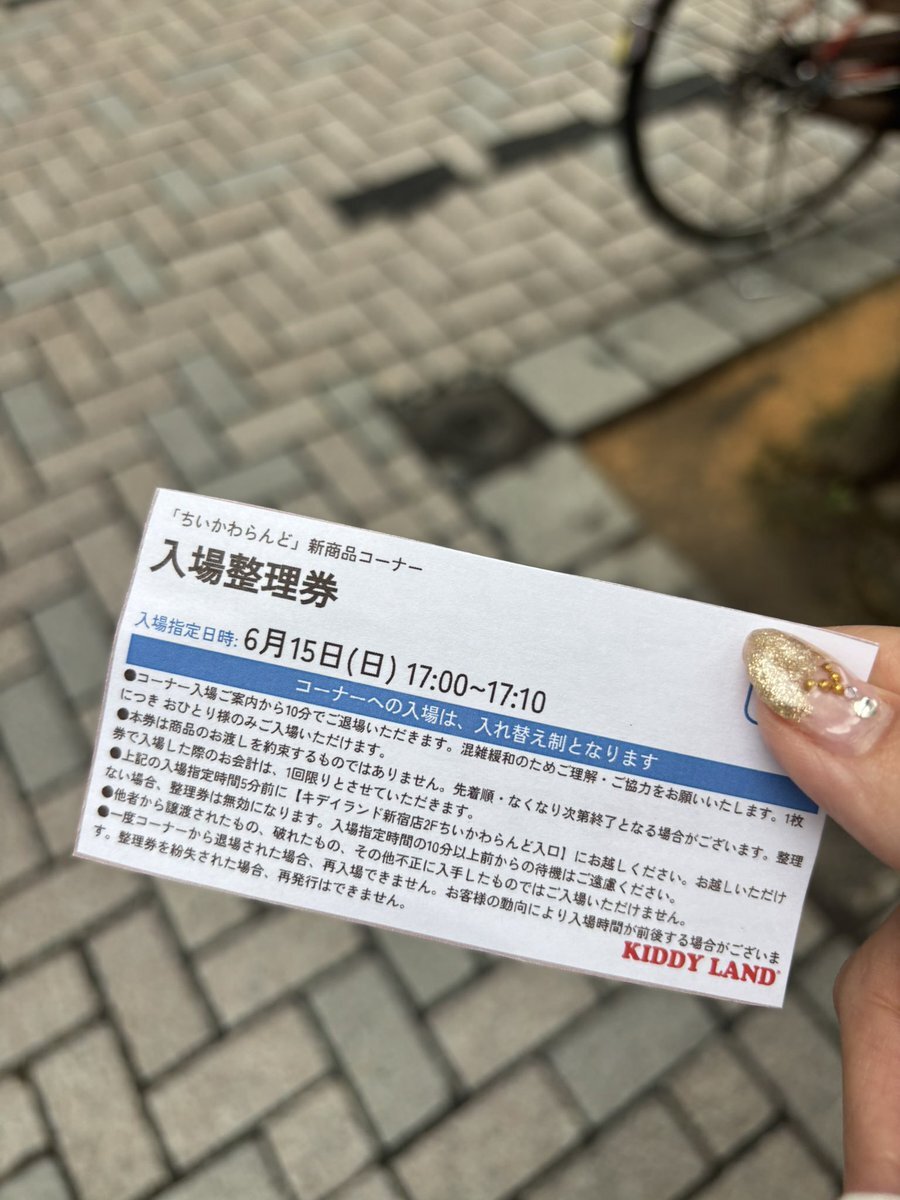 「ちいかわらんど」新商品コーナー
入場整理券
入場指定日時: 6月15日(日) 17:00~17:10
コーナーへの入場は、入れ替え制となります
●コーナー入場ご案内から10分でご退場いただきます。混雑緩和のためご理解・ご協力をお願いいたします。1枚
につき おひとり様のみご入場いただけます。
●本券は商品のお渡しを約束するものではありません。先着順・なくなり次第終了となる場合がございます。整理
券で入場した際のお会計は、1回限りとさせていただきます。
●上記の入場指定時間5分前に【キデイランド新宿店2Fちいかわらんど入口】にお越しください。お越しいただけ
ない場合、整理券は無効になります。入場指定時間の10分以上前からの待機はご遠慮ください。
●他者から譲渡されたもの、破れたもの、その他不正に入手したものではご入場いただけません。
●一度コーナーから退場された場合、再入場できません。お客様の動向により入場時間が前後する場合がございま
す。整理券を紛失された場合、再発行はできません。
KIDDY LAND